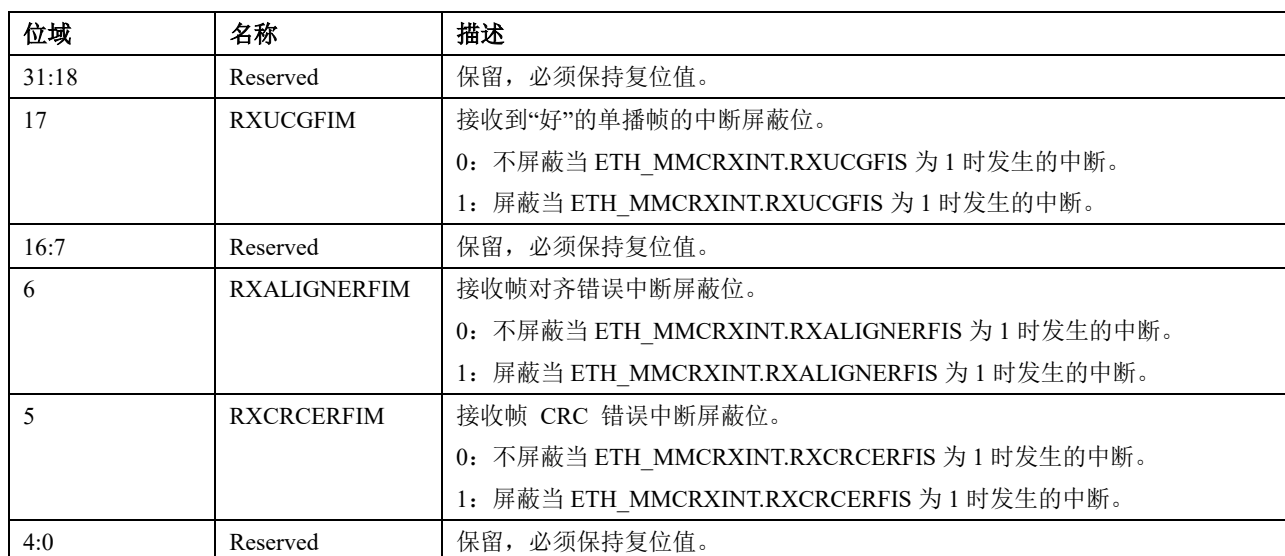 位域 名称 描述
31:18 Reserved 保留，必须保持复位值。
17 RXUCGFIM 接收到“好”的单播帧的中断屏蔽位。
0：不屏蔽当 ETH_MMCRXINT.RXUCGFIS 为 1 时发生的中断。
1：屏蔽当 ETH_MMCRXINT.RXUCGFIS 为 1 时发生的中断。
16:7 Reserved 保留，必须保持复位值。
6 RXALIGNERFIM 接收帧对齐错误中断屏蔽位。
0：不屏蔽当 ETH_MMCRXINT.RXALIGNERFIS 为 1 时发生的中断。
1：屏蔽当 ETH_MMCRXINT.RXALIGNERFIS 为 1 时发生的中断。
5 RXCRCERFIM 接收帧 CRC 错误中断屏蔽位。
0：不屏蔽当 ETH_MMCRXINT.RXCRCERFIS 为 1 时发生的中断。
1：屏蔽当 ETH_MMCRXINT.RXCRCERFIS 为 1 时发生的中断。
4:0 Reserved 保留，必须保持复位值。